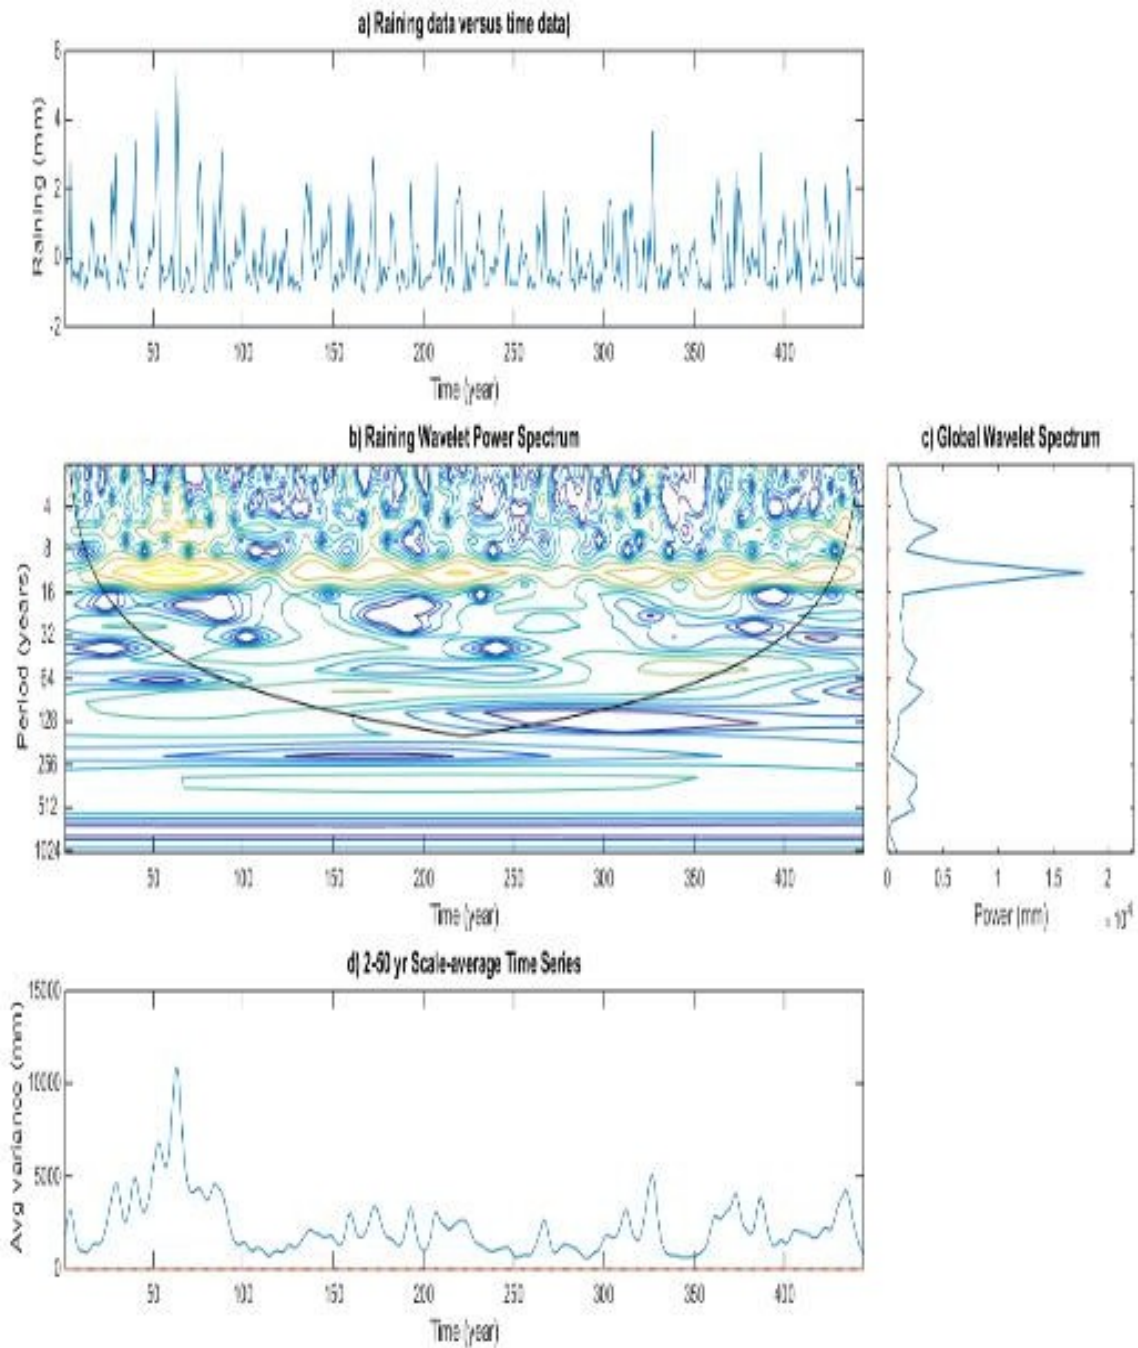 a) Raining data versus time data)
Raining (mm)
6
4
2
0
-2
50 100 150 200 250 300 350 400
Time (year)
b) Raining Wavelet Power Spectrum
Period (years)
4
8
16
32
64
128
256
512
1024
50 100 150 200 250 300 350 400
Time (year)
c) Global Wavelet Spectrum
0 0.5 1 1.5 2
Power (mm)
d) 2-50 yr Scale-average Time Series
Avg variance (mm)
15000
10000
5000
0
50 100 150 200 250 300 350 400
Time (year)